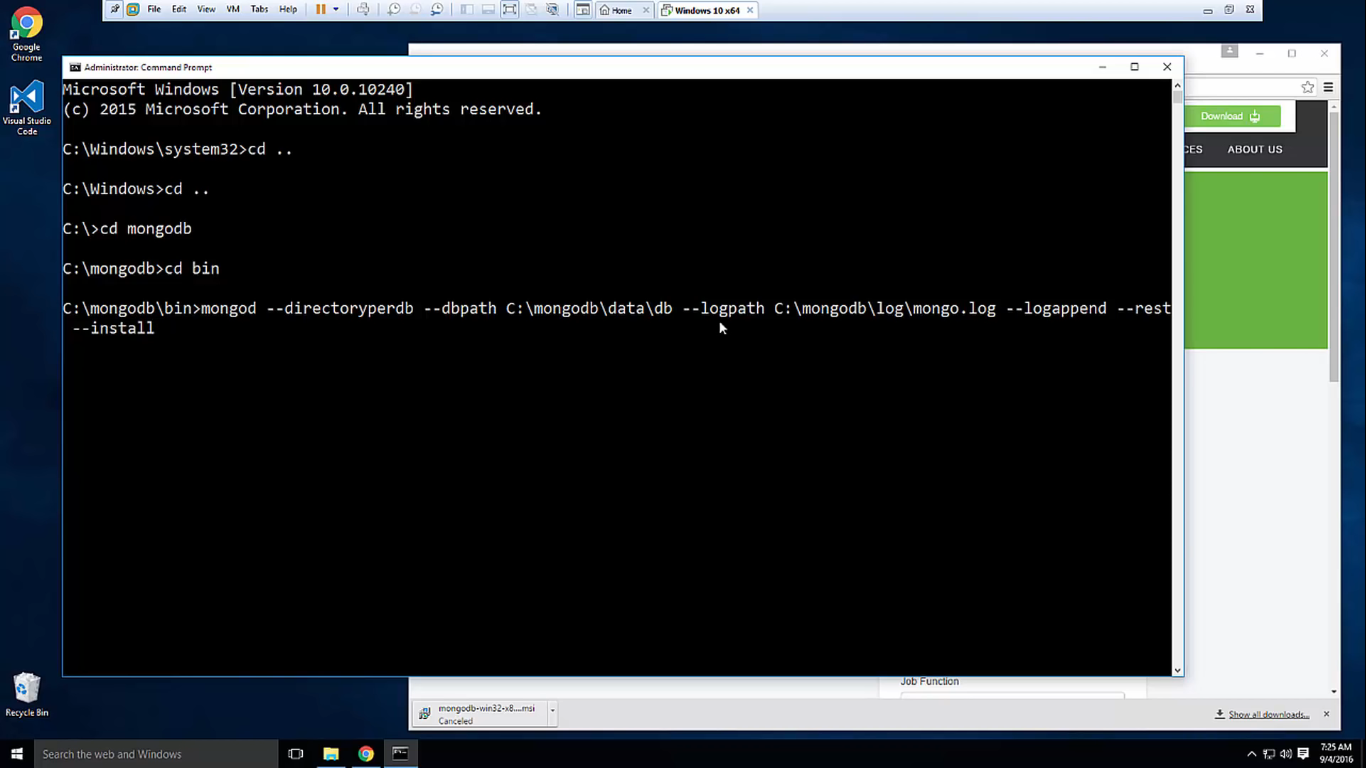 File Edit View VM Tabs Help
Home
Windows 10 x64
Google
Chrome
Visual Studio
Code
Administrator: Command Prompt
Microsoft Windows [Version 10.0.10240]
(c) 2015 Microsoft Corporation. All rights reserved.
C:\Windows\system32>cd ..
C:\Windows>cd ..
C:\>cd mongodb
C:\mongodb>cd bin
C:\mongodb\bin>mongod --directoryperdb --dbpath C:\mongodb\data\db --logpath C:\mongodb\log\mongo.log --logappend --rest
--install
Download
CES ABOUT US
Job Function
mongodb-win32-x8....msi
Canceled
Show all downloads...
Recycle Bin
Search the web and Windows
7:25 AM
9/4/2016